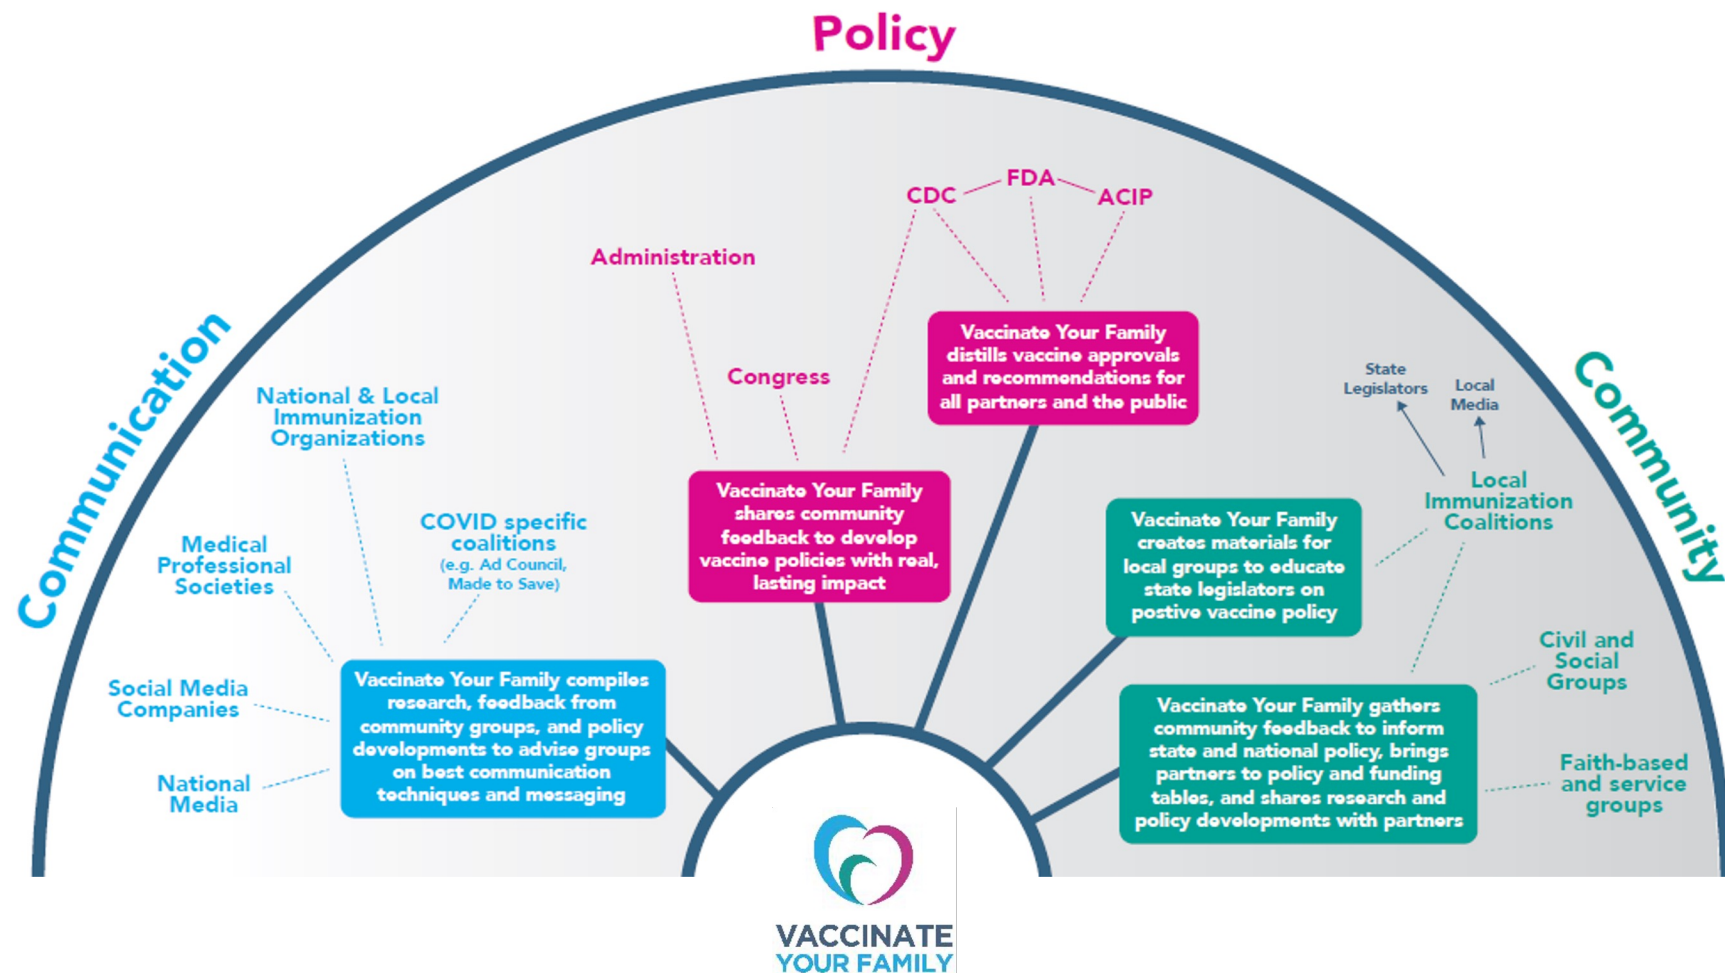 Policy
Communication
Community
CDC
FDA
ACIP
Administration
Congress
Vaccinate Your Family
distills vaccine approvals
and recommendations for
all partners and the public
Vaccinate Your Family
shares community
feedback to develop
vaccine policies with real,
lasting impact
National & Local
Immunization
Organizations
COVID specific
coalitions
(e.g. Ad Council,
Made to Save)
Medical
Professional
Societies
Social Media
Companies
National
Media
Vaccinate Your Family compiles
research, feedback from
community groups, and policy
developments to advise groups
on best communication
techniques and messaging
State
Legislators
Local
Media
Local
Immunization
Coalitions
Vaccinate Your Family
creates materials for
local groups to educate
state legislators on
postive vaccine policy
Civil and
Social
Groups
Faith-based
and service
groups
Vaccinate Your Family gathers
community feedback to inform
state and national policy, brings
partners to policy and funding
tables, and shares research and
policy developments with partners
VACCINATE
YOUR FAMILY